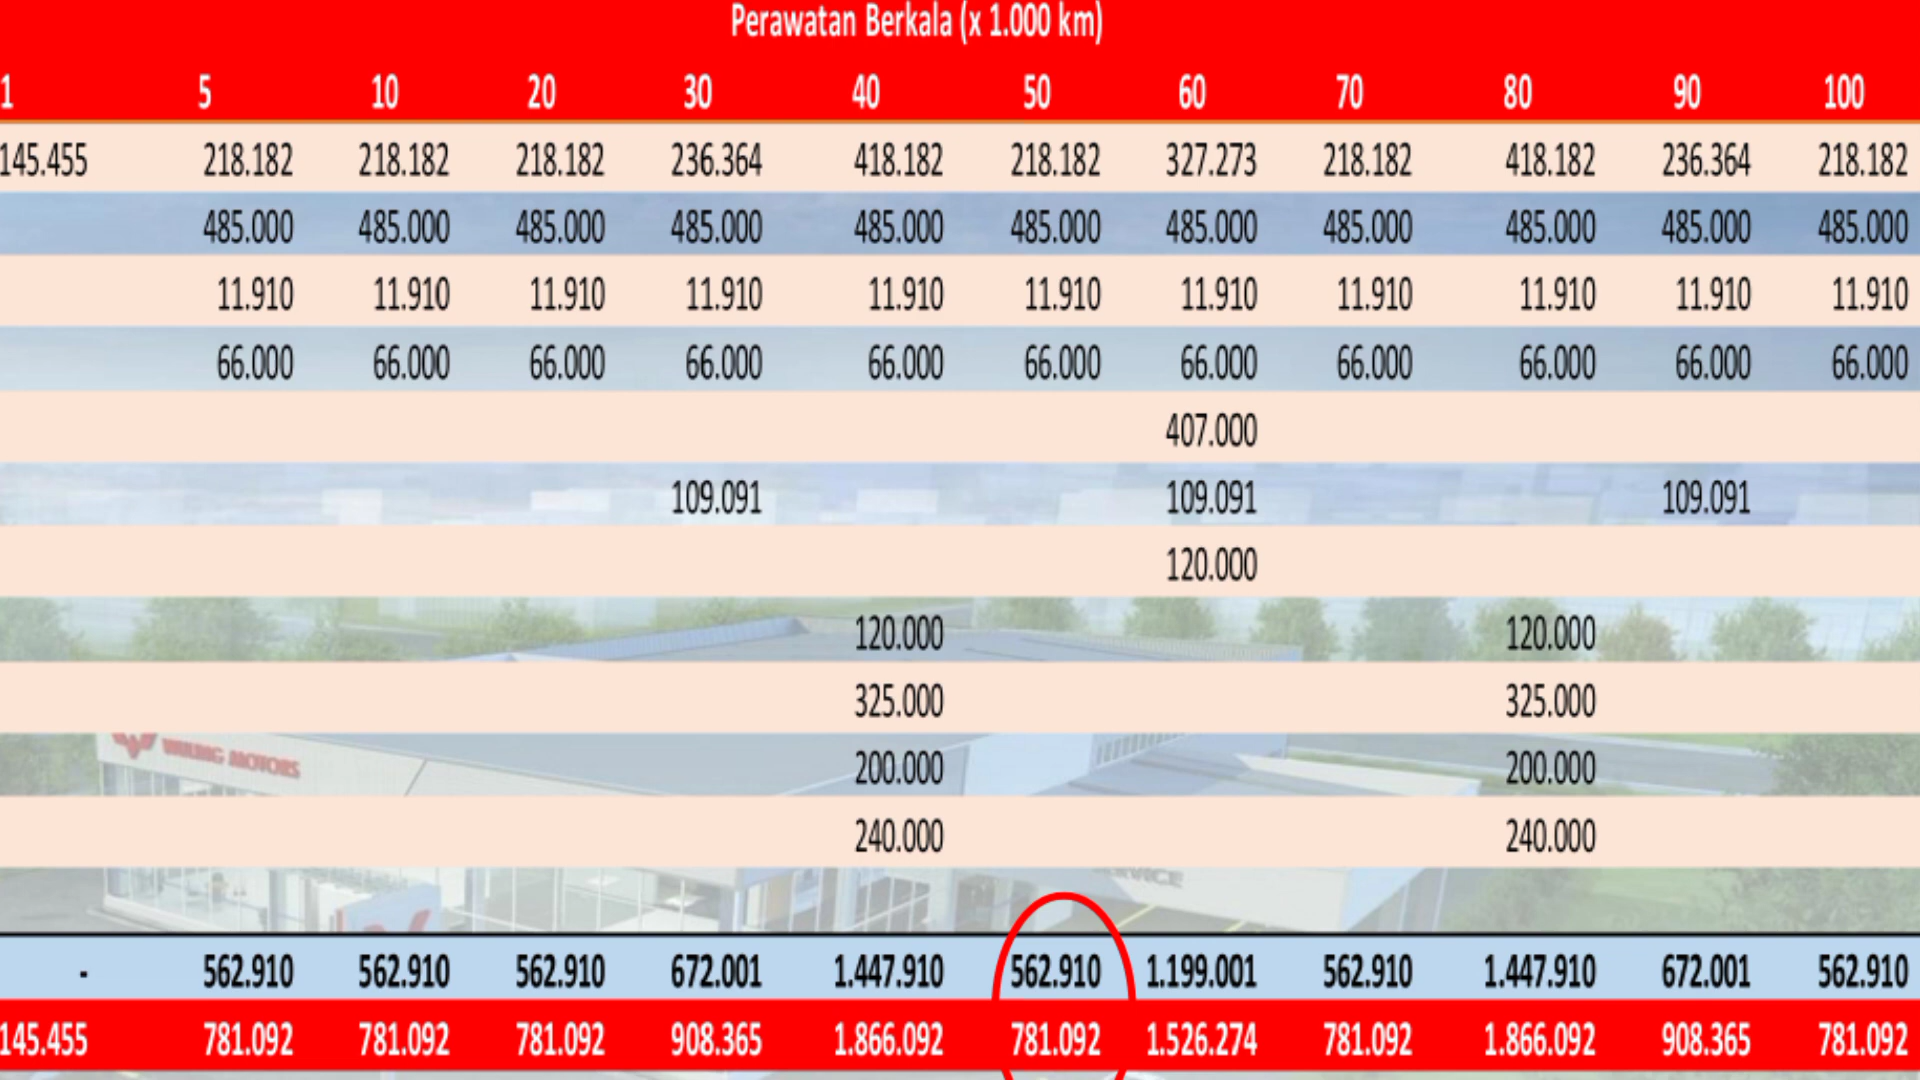 Perawatan Berkala (x 1.000 km)
1 5 10 20 30 40 50 60 70 80 90 100
145.455 218.182 218.182 218.182 236.364 418.182 218.182 327.273 218.182 418.182 236.364 218.182
485.000 485.000 485.000 485.000 485.000 485.000 485.000 485.000 485.000 485.000 485.000
11.910 11.910 11.910 11.910 11.910 11.910 11.910 11.910 11.910 11.910 11.910
66.000 66.000 66.000 66.000 66.000 66.000 66.000 66.000 66.000 66.000 66.000
407.000
109.091 109.091 109.091
120.000
120.000 120.000
325.000 325.000
WULING MOTORS
200.000 200.000
240.000 240.000
- 562.910 562.910 562.910 672.001 1.447.910 562.910 1.199.001 562.910 1.447.910 672.001 562.910
145.455 781.092 781.092 781.092 908.365 1.866.092 781.092 1.526.274 781.092 1.866.092 908.365 781.092